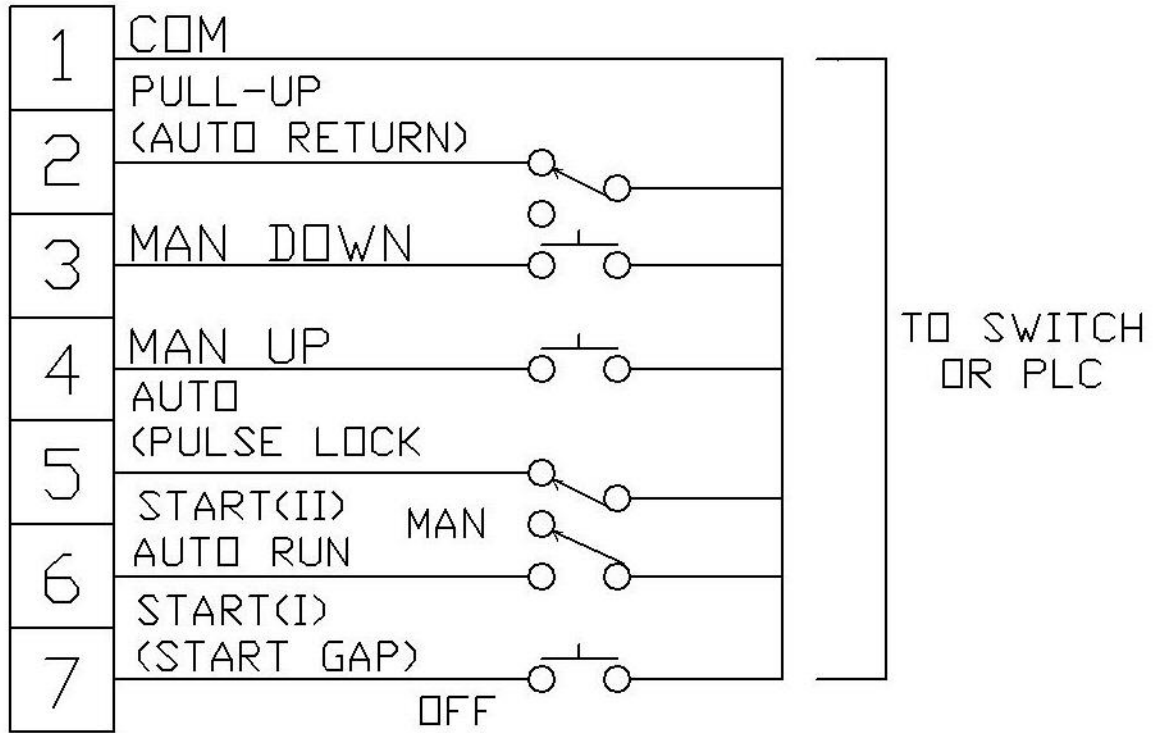 1
COM
PULL-UP
2
(AUTO RETURN)
3
MAN DOWN
4
MAN UP
AUTO
5
(PULSE LOCK
START(II)
MAN
6
AUTO RUN
START(I)
7
(START GAP)
OFF
TO SWITCH
OR PLC